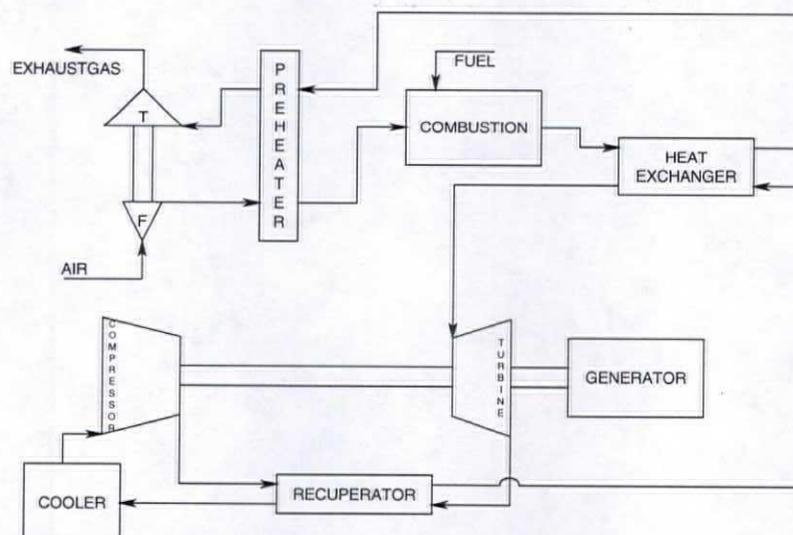 EXHAUSTGAS
T
PREHEATER
FUEL
COMBUSTION
HEAT
EXCHANGER
F
AIR
COMPRESSOR
TURBINE
GENERATOR
COOLER
RECUPERATOR